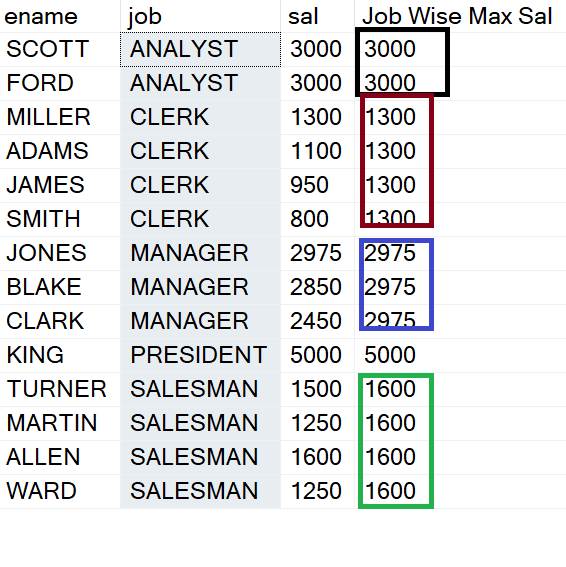 ename job sal Job Wise Max Sal
SCOTT ANALYST 3000 3000
FORD ANALYST 3000 3000
MILLER CLERK 1300 1300
ADAMS CLERK 1100 1300
JAMES CLERK 950 1300
SMITH CLERK 800 1300
JONES MANAGER 2975 2975
BLAKE MANAGER 2850 2975
CLARK MANAGER 2450 2975
KING PRESIDENT 5000 5000
TURNER SALESMAN 1500 1600
MARTIN SALESMAN 1250 1600
ALLEN SALESMAN 1600 1600
WARD SALESMAN 1250 1600